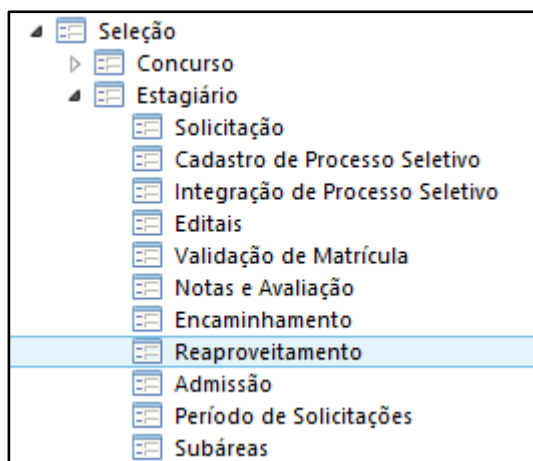 Seleção
Concurso
Estagiário
Solicitação
Cadastro de Processo Seletivo
Integração de Processo Seletivo
Editais
Validação de Matrícula
Notas e Avaliação
Encaminhamento
Reaproveitamento
Admissão
Período de Solicitações
Subáreas